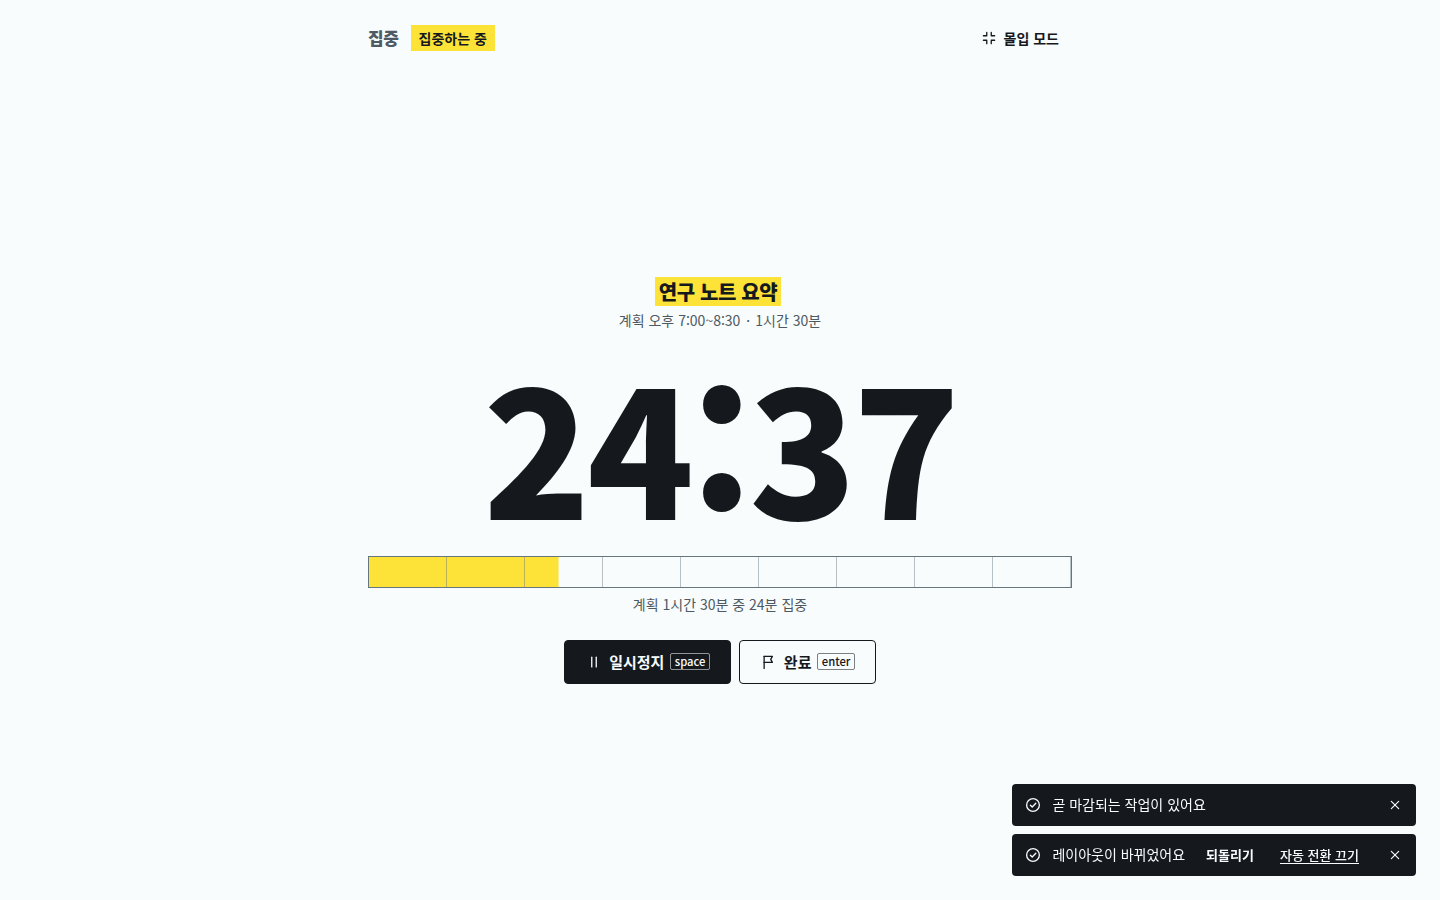 집중 집중하는 중
몰입 모드
연구 노트 요약
계획 오후 7:00~8:30 · 1시간 30분
24:37
계획 1시간 30분 중 24분 집중
일시정지 space 완료 enter
곧 마감되는 작업이 있어요
레이아웃이 바뀌었어요 되돌리기 자동 전환 끄기